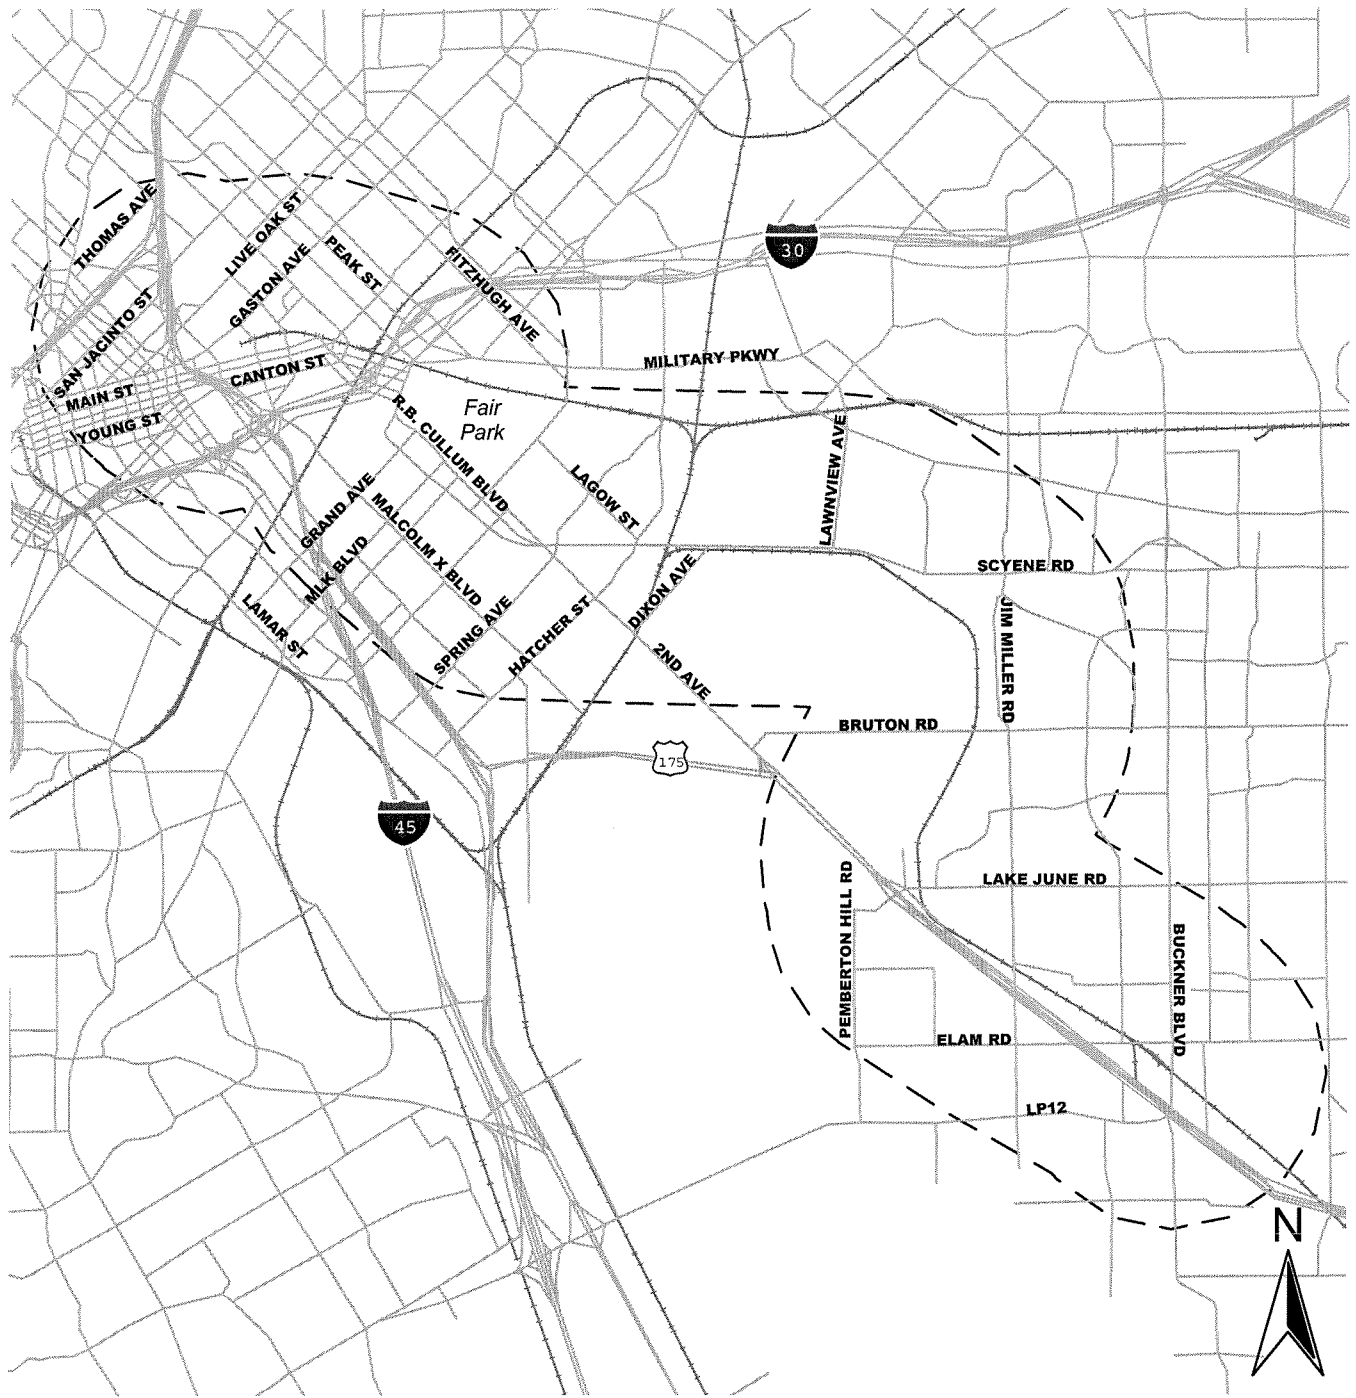 THOMAS AVE
LIVE OAK ST
PEAK ST
GASTON AVE
FITZHUGH AVE
30
SAN JACINTO ST
MILITARY PKWY
CANTON ST
MAIN ST
YOUNG ST
R.B. CULLUM BLVD
Fair
Park
LAWNVIEW AVE
LAGOW ST
GRAND AVE
MALCOLM X BLVD
MLK BLVD
SCYENE RD
DIXON AVE
LAMAR ST
SPRING AVE
HATCHER ST
JIM MILLER RD
2ND AVE
BRUTON RD
175
45
LAKE JUNE RD
PEMBERTON HILL RD
BUCKNER BLVD
ELAM RD
LP12
N